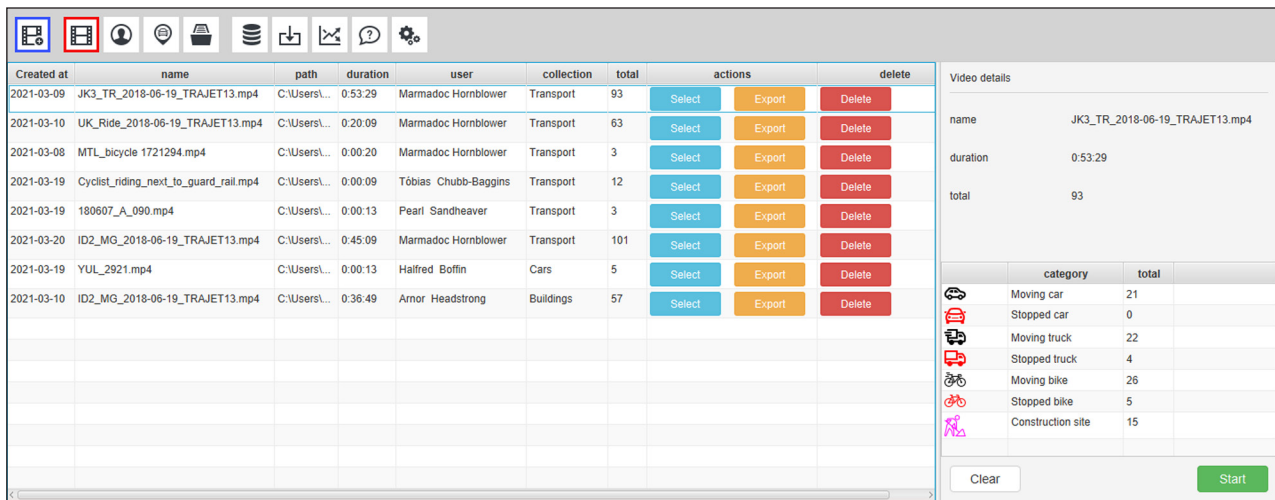 Created at name path duration user collection total actions delete
2021-03-09 JK3_TR_2018-06-19_TRAJET13.mp4 C:\Users\... 0:53:29 Marmadoc Hornblower Transport 93 Select Export Delete
2021-03-10 UK_Ride_2018-06-19_TRAJET13.mp4 C:\Users\... 0:20:09 Marmadoc Hornblower Transport 63 Select Export Delete
2021-03-08 MTL_bicycle 1721294.mp4 C:\Users\... 0:00:20 Marmadoc Hornblower Transport 3 Select Export Delete
2021-03-19 Cyclist_riding_next_to_guard_rail.mp4 C:\Users\... 0:00:09 Tóbias Chubb-Baggins Transport 12 Select Export Delete
2021-03-19 180607_A_090.mp4 C:\Users\... 0:00:13 Pearl Sandheaver Transport 3 Select Export Delete
2021-03-20 ID2_MG_2018-06-19_TRAJET13.mp4 C:\Users\... 0:45:09 Marmadoc Hornblower Transport 101 Select Export Delete
2021-03-19 YUL_2921.mp4 C:\Users\... 0:00:13 Halfred Boffin Cars 5 Select Export Delete
2021-03-10 ID2_MG_2018-06-19_TRAJET13.mp4 C:\Users\... 0:36:49 Arnor Headstrong Buildings 57 Select Export Delete
Video details
name JK3_TR_2018-06-19_TRAJET13.mp4
duration 0:53:29
total 93
category total
Moving car 21
Stopped car 0
Moving truck 22
Stopped truck 4
Moving bike 26
Stopped bike 5
Construction site 15
Clear Start